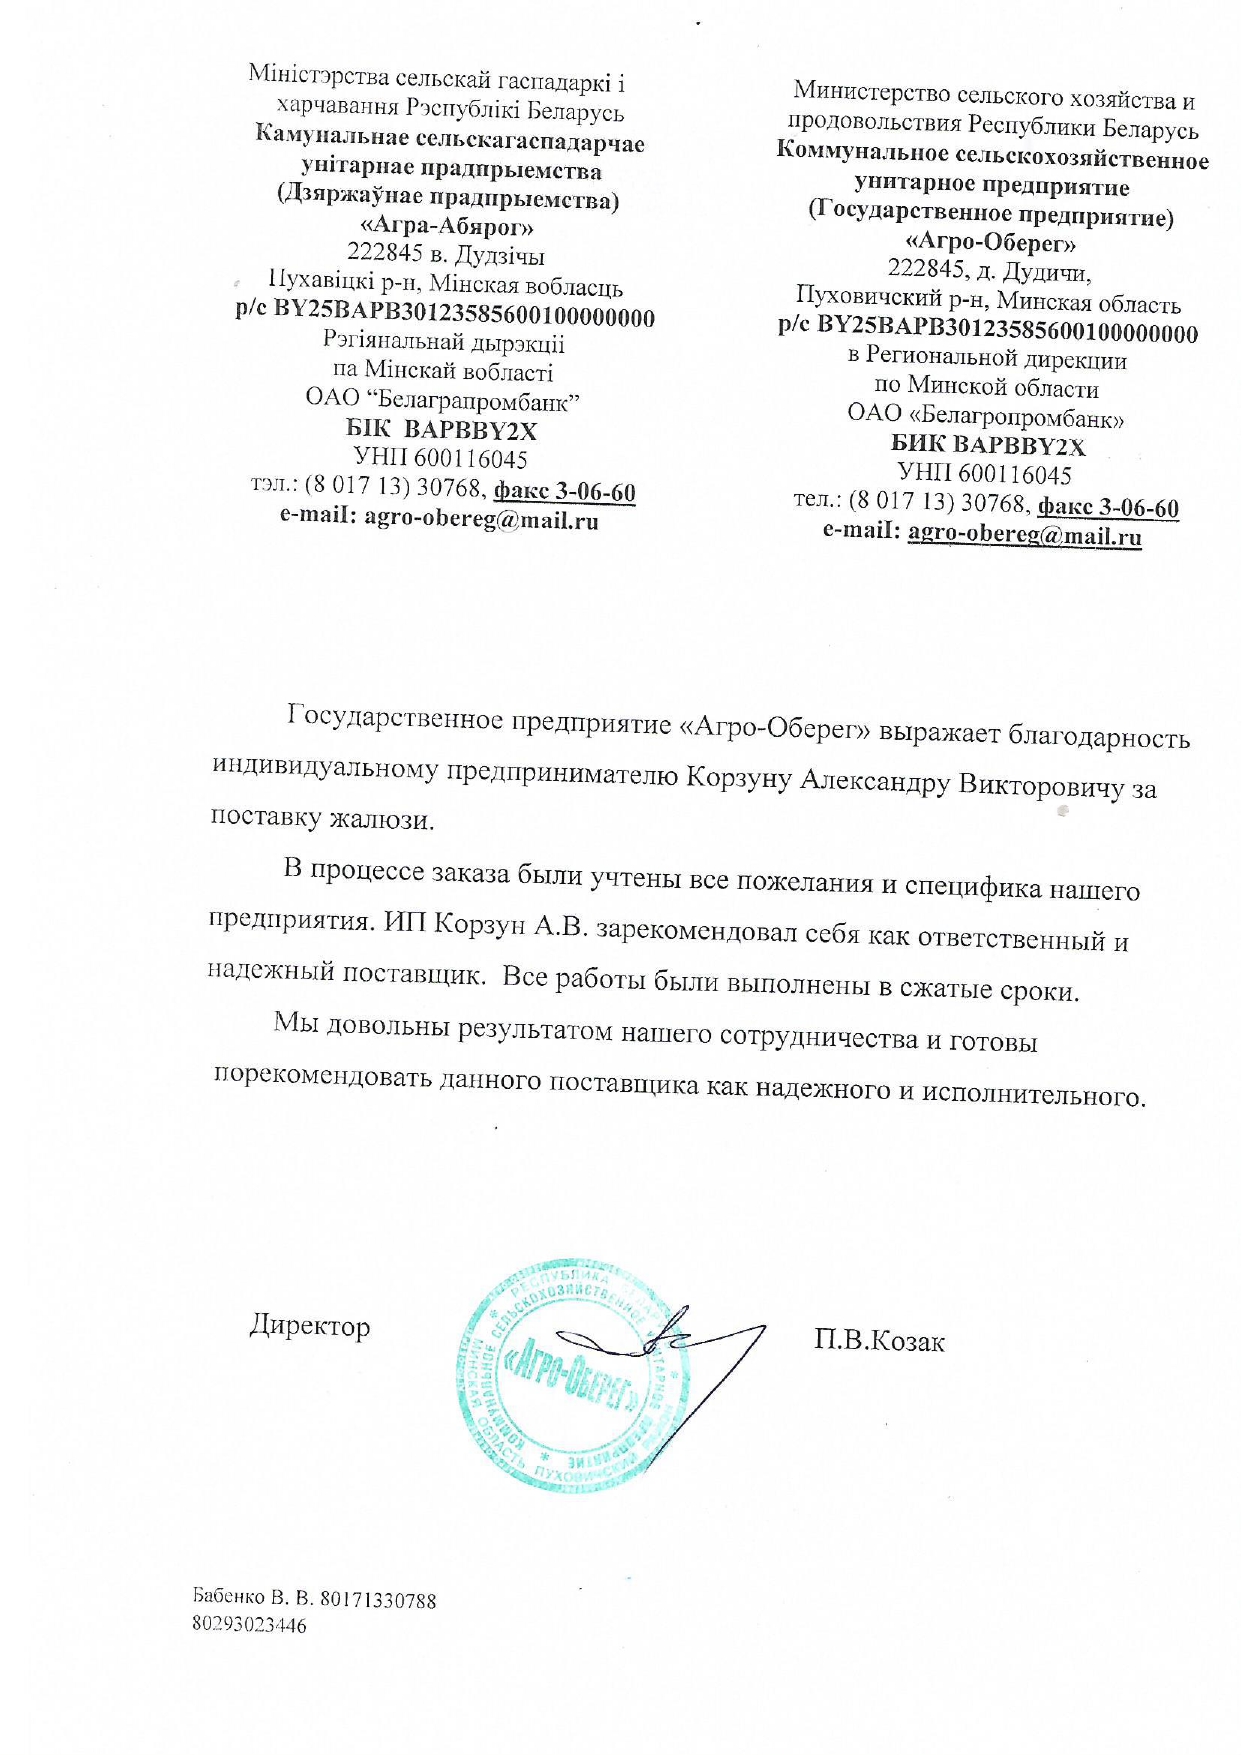 Міністэрства сельскай гаспадаркі і
харчавання Рэспублікі Беларусь
Камунальнае сельскагаспадарчае
унітарнае прадпрыемства
(Дзяржаўнае прадпрыемства)
«Агра-Абярог»
222845 в. Дудзічы
Пухавіцкі р-н, Мінская вобласць
р/с BY25BAPB30123585600100000000
Рэгіянальнай дырэкціі
па Мінскай вобласті
ОАО “Белаграпромбанк”
БІК BAPBBY2X
УНП 600116045
тэл.: (8 017 13) 30768, факс 3-06-60
e-mail: agro-obereg@mail.ru
Министерство сельского хозяйства и
продовольствия Республики Беларусь
Коммунальное сельскохозяйственное
унитарное предприятие
(Государственное предприятие)
«Агро-Оберег»
222845, д. Дудичи,
Пуховичский р-н, Минская область
р/с BY25BAPB30123585600100000000
в Региональной дирекции
по Минской области
ОАО «Белагропромбанк»
БИК BAPBBY2X
УНП 600116045
тел.: (8 017 13) 30768, факс 3-06-60
e-mail: agro-obereg@mail.ru
Государственное предприятие «Агро-Оберег» выражает благодарность
индивидуальному предпринимателю Корзуну Александру Викторовичу за
поставку жалюзи.
В процессе заказа были учтены все пожелания и специфика нашего
предприятия. ИП Корзун А.В. зарекомендовал себя как ответственный и
надежный поставщик. Все работы были выполнены в сжатые сроки.
Мы довольны результатом нашего сотрудничества и готовы
порекомендовать данного поставщика как надежного и исполнительного.
Директор
РЕСПУБЛИКА БЕЛАРУСЬ * МИНСКАЯ ОБЛАСТЬ ПУХОВИЧСКИЙ РАЙОН
КОММУНАЛЬНОЕ СЕЛЬСКОХОЗЯЙСТВЕННОЕ УНИТАРНОЕ ПРЕДПРИЯТИЕ *
«АГРО-ОБЕРЕГ»
П.В.Козак
Бабенко В. В. 80171330788
80293023446